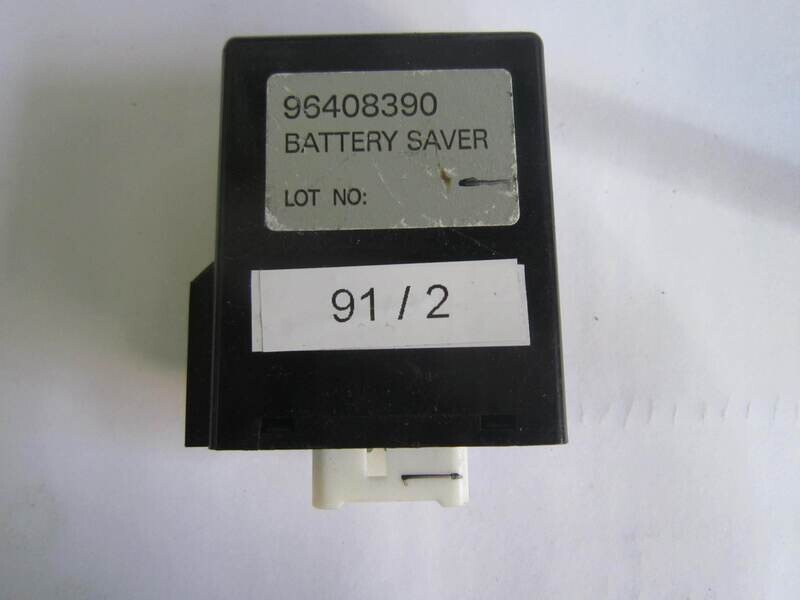 96408390
BATTERY SAVER
LOT NO:
91 / 2